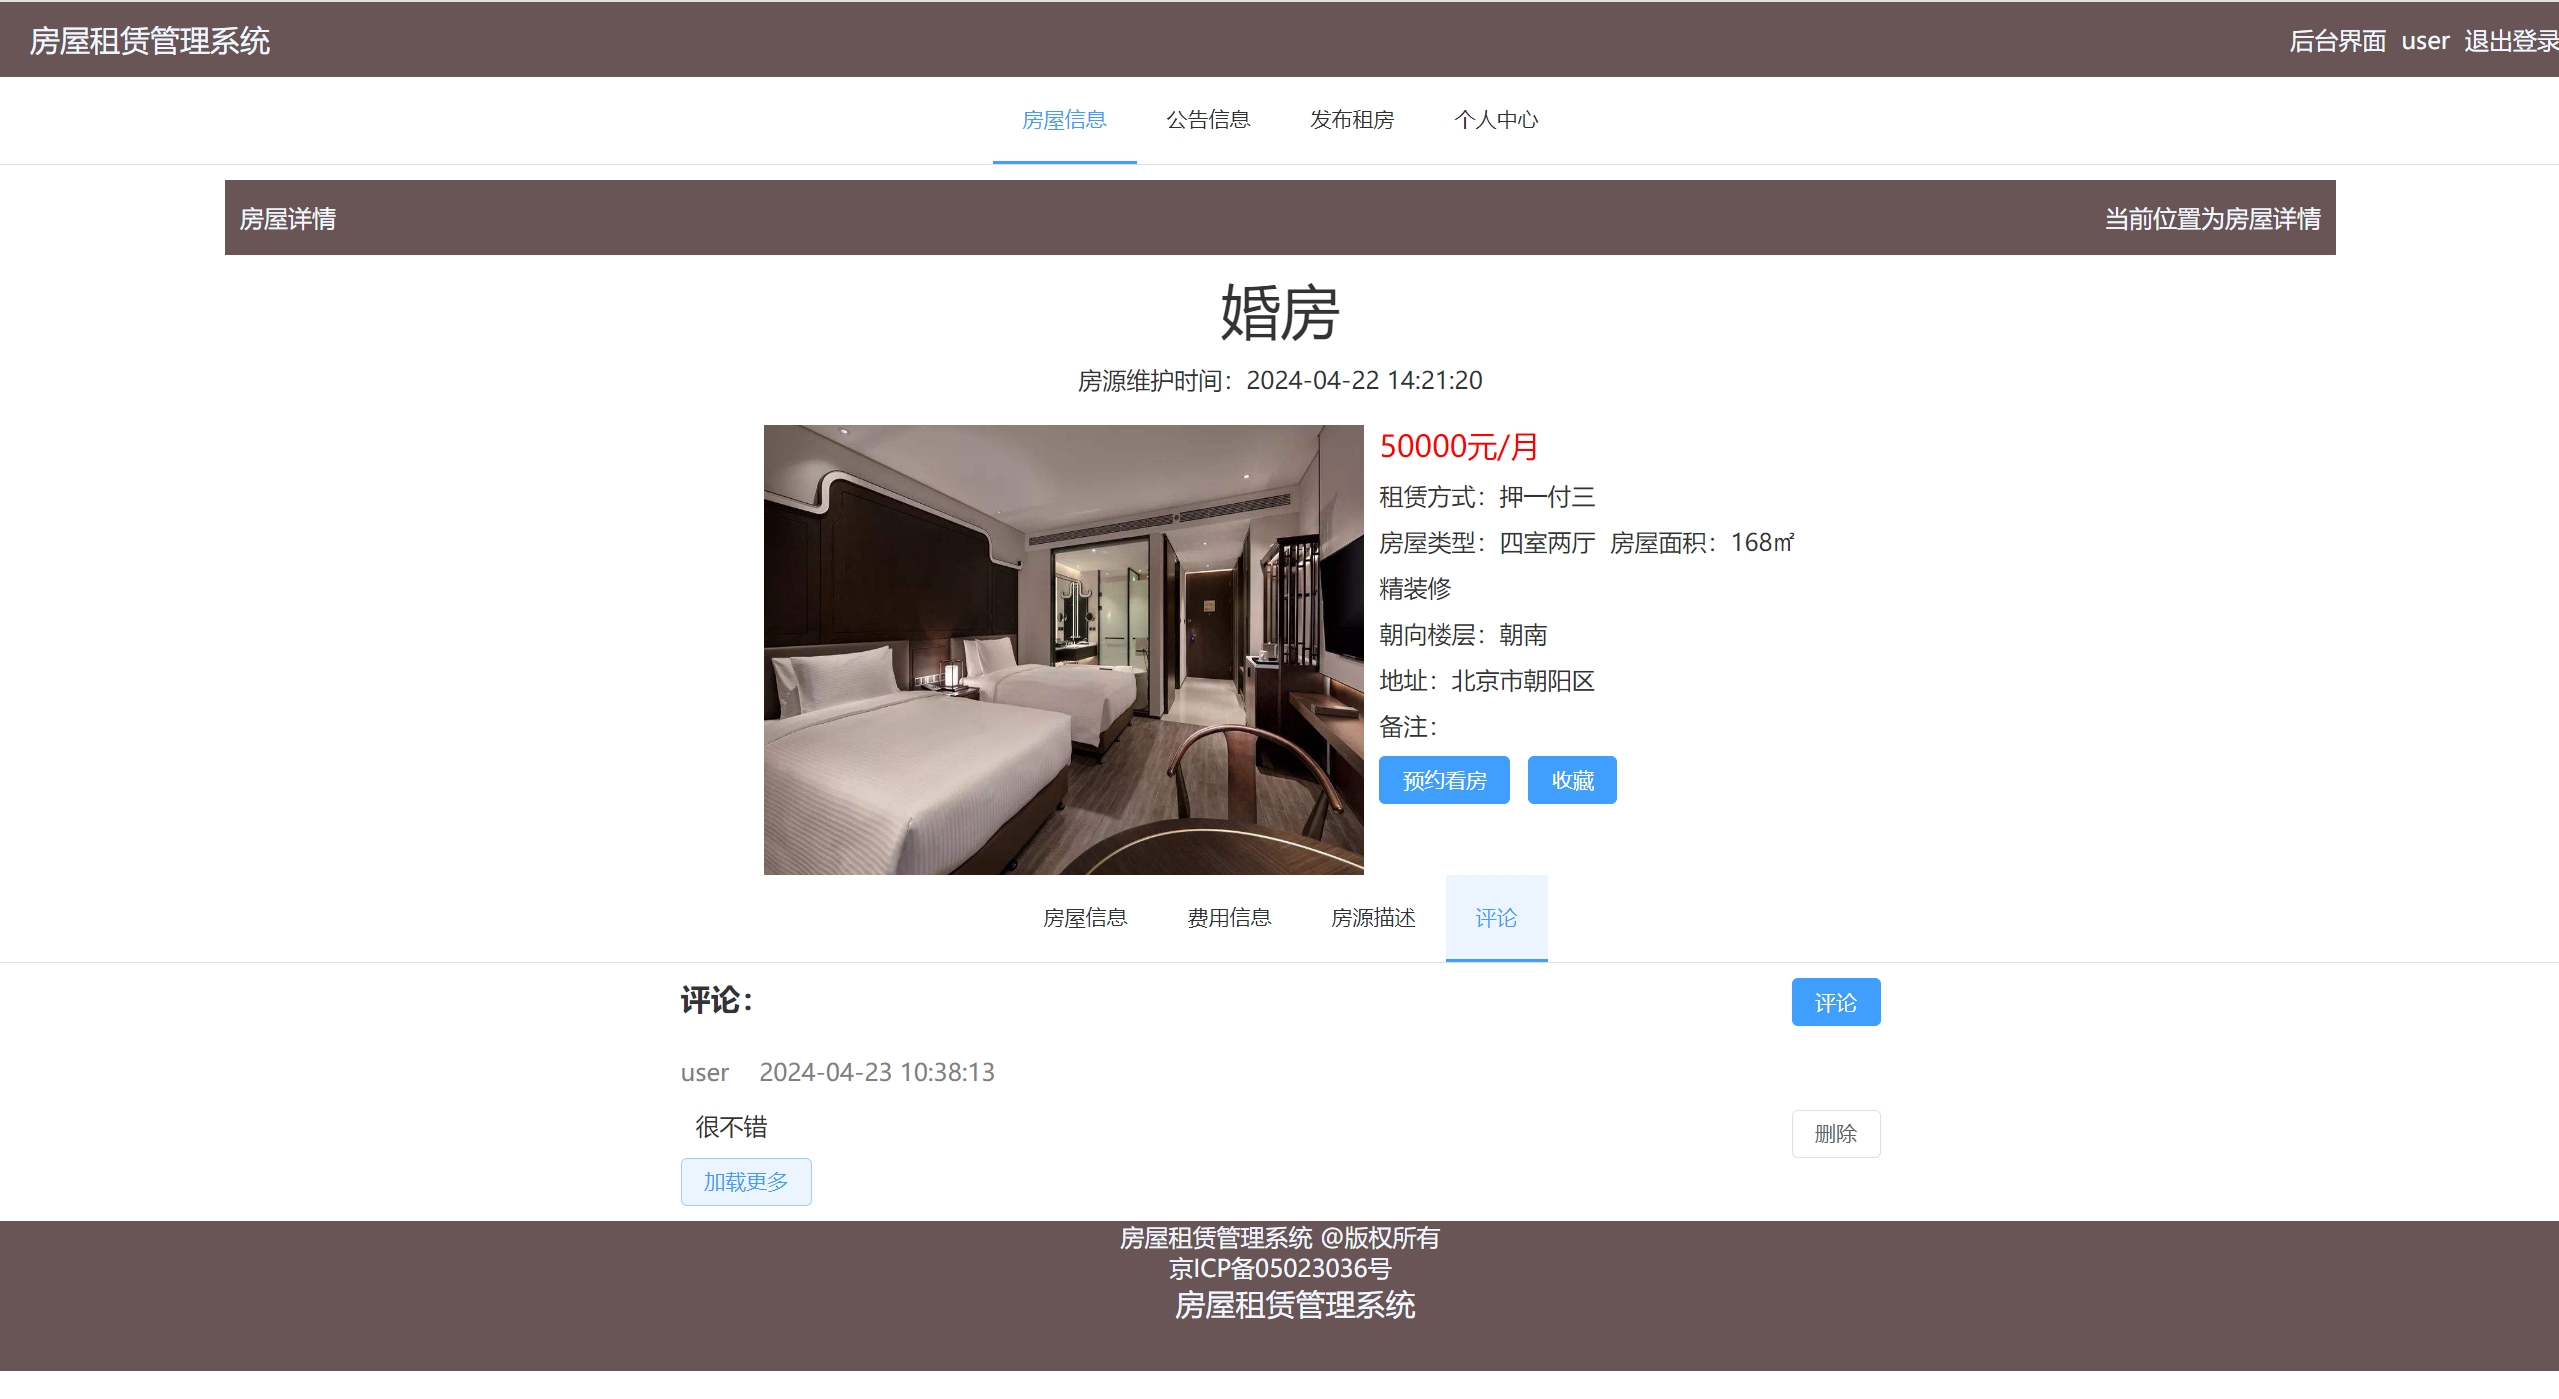 房屋租赁管理系统
后台界面 user 退出登录
房屋信息 公告信息 发布租房 个人中心
房屋详情
当前位置为房屋详情
婚房
房源维护时间：2024-04-22 14:21:20
50000元/月
租赁方式：押一付三
房屋类型：四室两厅 房屋面积：168㎡
精装修
朝向楼层：朝南
地址：北京市朝阳区
备注：
预约看房 收藏
房屋信息 费用信息 房源描述 评论
评论：
评论
user 2024-04-23 10:38:13
很不错
删除
加载更多
房屋租赁管理系统 @版权所有
京ICP备05023036号
房屋租赁管理系统